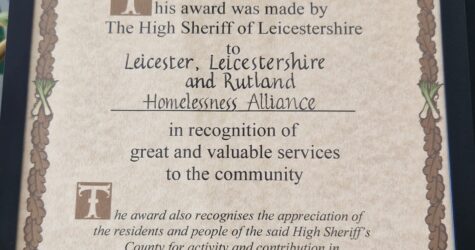 This award was made by
The High Sheriff of Leicestershire
to
Leicester, Leicestershire
and Rutland
Homelessness Alliance
in recognition of
great and valuable services
to the community
The award also recognises the appreciation of
the residents and people of the said High Sheriff's
County for activity and contribution in